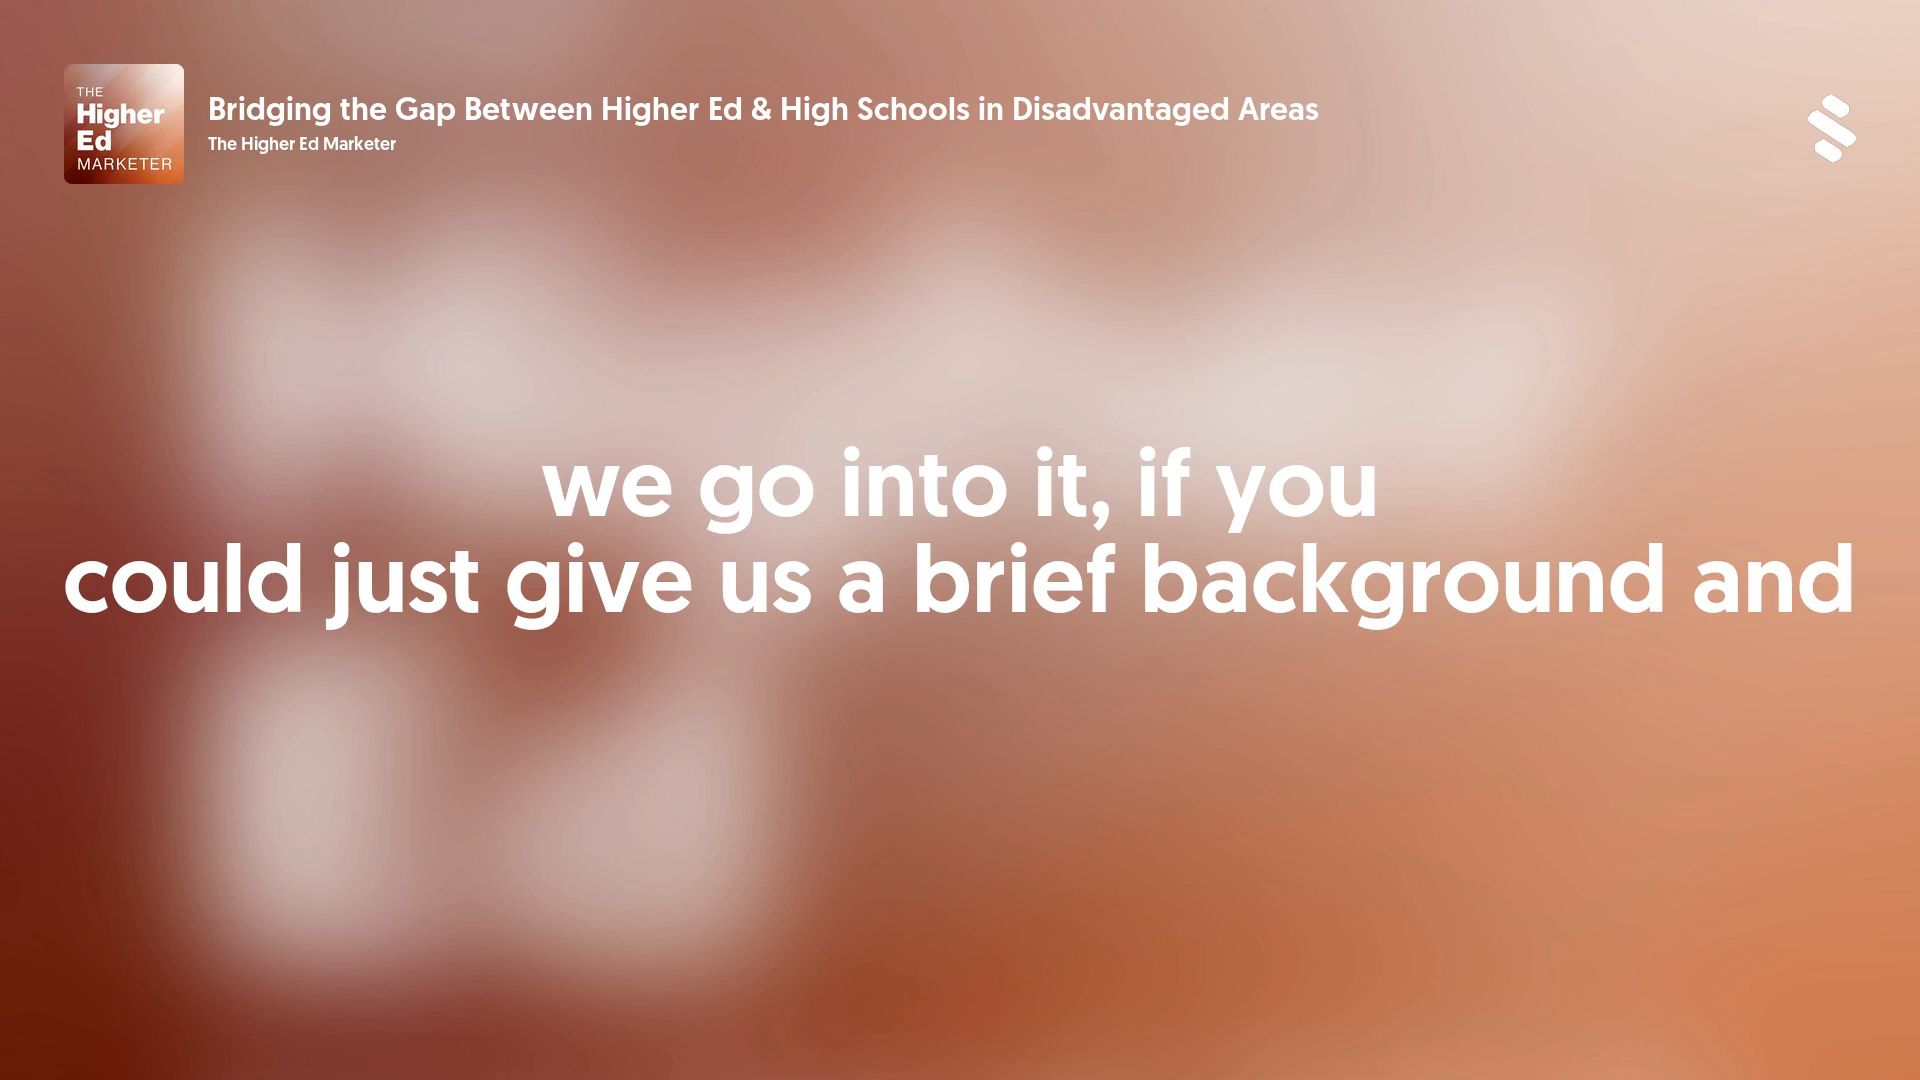 THE
Higher
Ed
MARKETER
Bridging the Gap Between Higher Ed & High Schools in Disadvantaged Areas
The Higher Ed Marketer
we go into it, if you
could just give us a brief background and